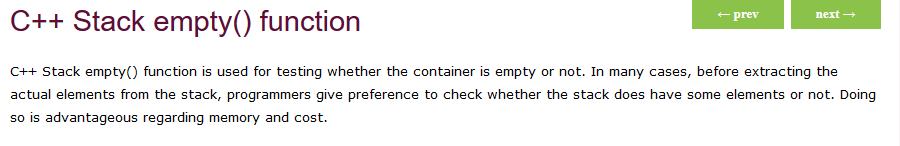 C++ Stack empty() function
← prev next →
C++ Stack empty() function is used for testing whether the container is empty or not. In many cases, before extracting the
actual elements from the stack, programmers give preference to check whether the stack does have some elements or not. Doing
so is advantageous regarding memory and cost.